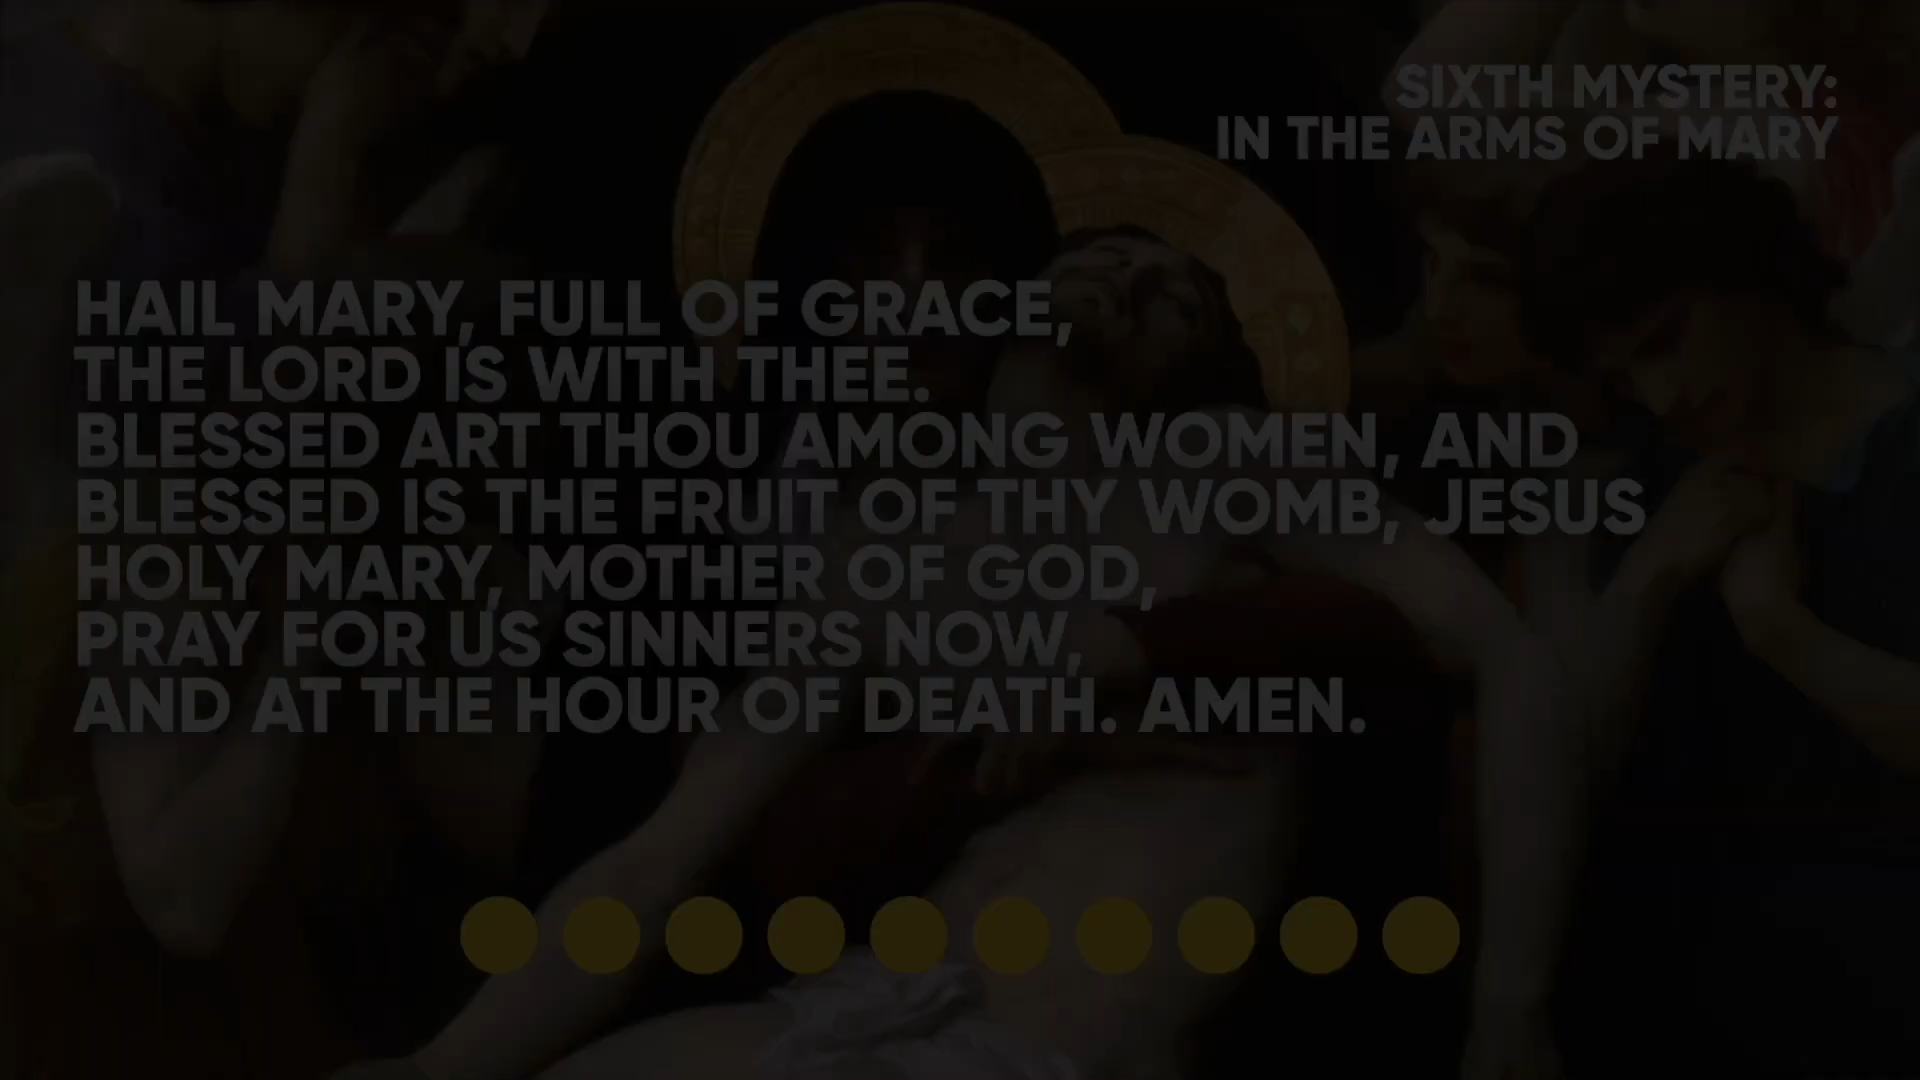 SIXTH MYSTERY:
IN THE ARMS OF MARY
HAIL MARY, FULL OF GRACE,
THE LORD IS WITH THEE.
BLESSED ART THOU AMONG WOMEN, AND
BLESSED IS THE FRUIT OF THY WOMB, JESUS
HOLY MARY, MOTHER OF GOD,
PRAY FOR US SINNERS NOW,
AND AT THE HOUR OF DEATH. AMEN.